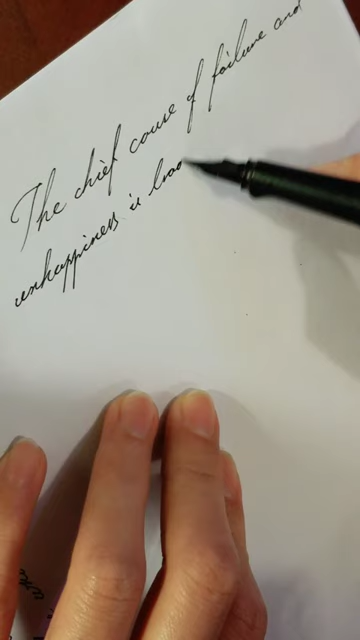 The chief cause of failure and
unhappiness is